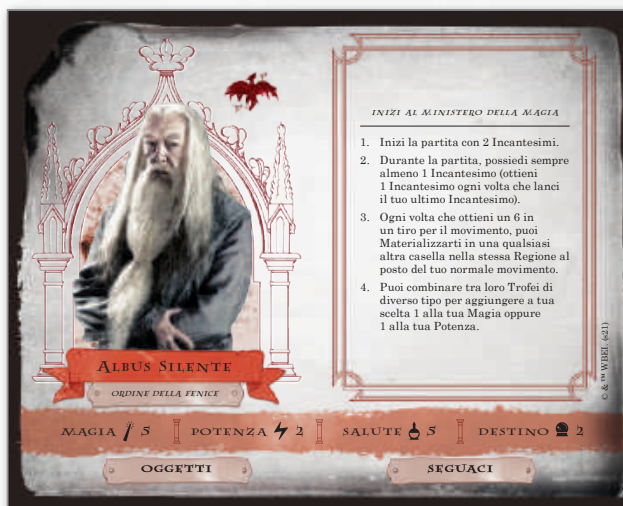 INIZI AL MINISTERO DELLA MAGIA
1. Inizi la partita con 2 Incantesimi.
2. Durante la partita, possiedi sempre
almeno 1 Incantesimo (ottieni
1 Incantesimo ogni volta che lanci
il tuo ultimo Incantesimo).
3. Ogni volta che ottieni un 6 in
un tiro per il movimento, puoi
Materializzarti in una qualsiasi
altra casella nella stessa Regione al
posto del tuo normale movimento.
4. Puoi combinare tra loro Trofei di
diverso tipo per aggiungere a tua
scelta 1 alla tua Magia oppure
1 alla tua Potenza.
© & ™ WBEI. (s21)
ALBUS SILENTE
ORDINE DELLA FENICE
MAGIA 5 POTENZA 2 SALUTE 5 DESTINO 2
OGGETTI SEGUACI